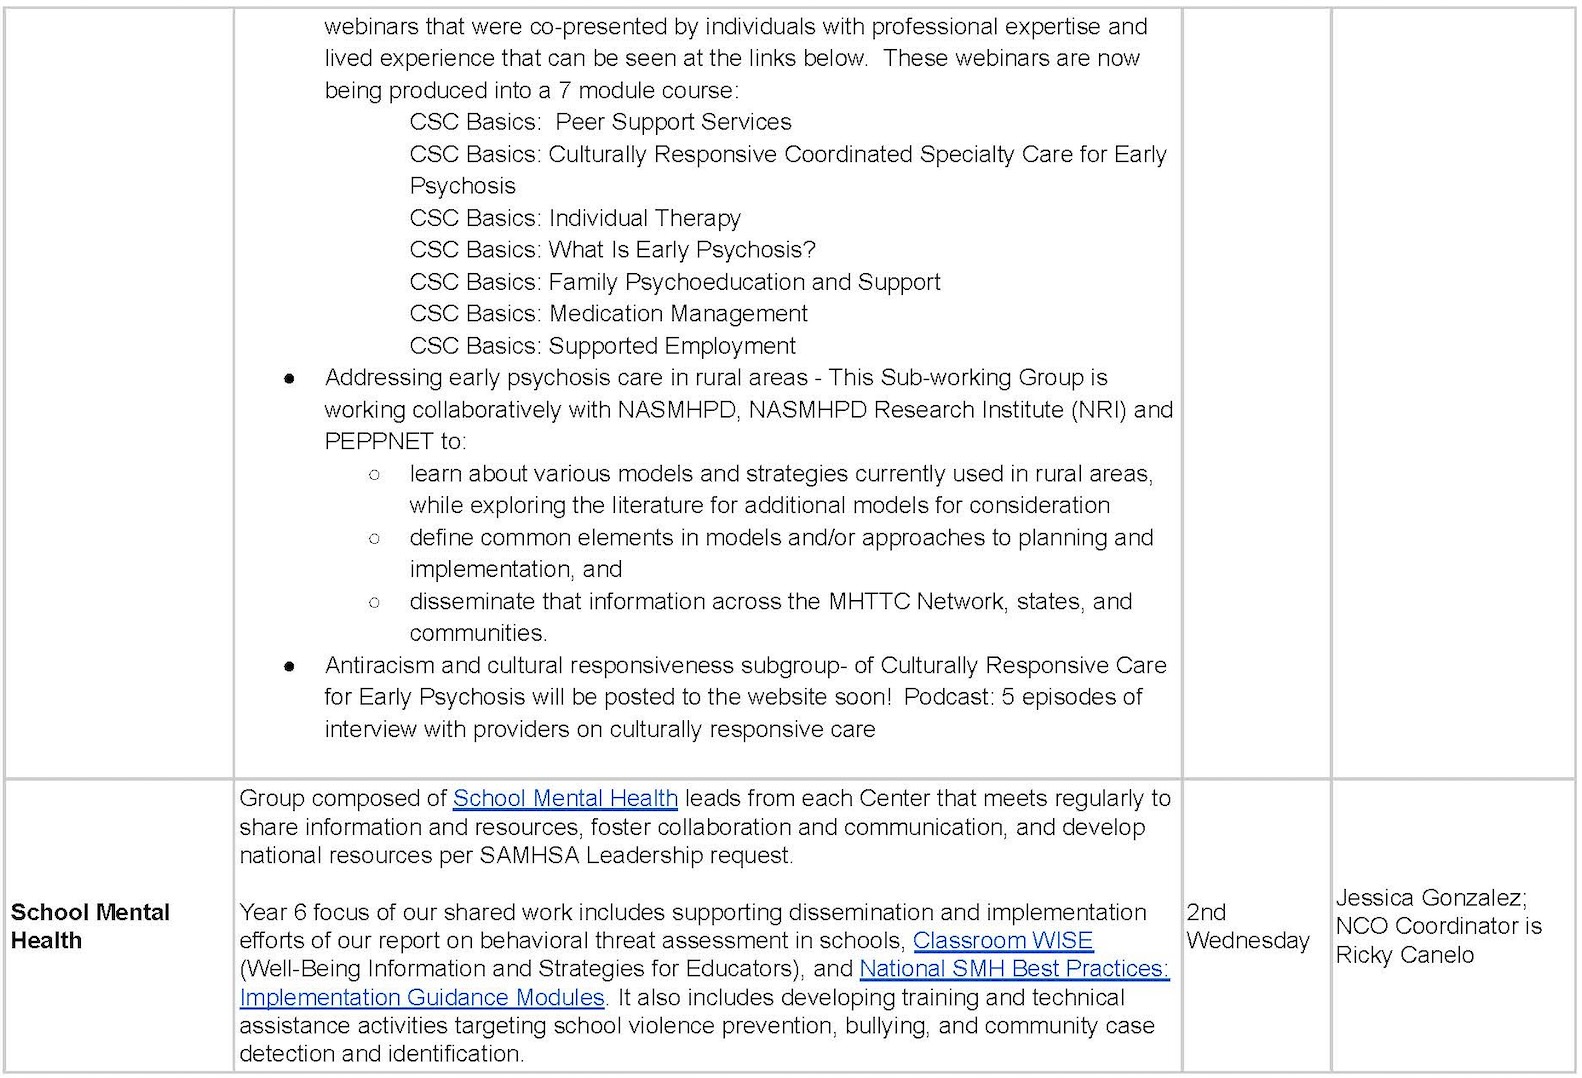 webinars that were co-presented by individuals with professional expertise and
lived experience that can be seen at the links below.  These webinars are now
being produced into a 7 module course:
CSC Basics:  Peer Support Services
CSC Basics: Culturally Responsive Coordinated Specialty Care for Early
Psychosis
CSC Basics: Individual Therapy
CSC Basics: What Is Early Psychosis?
CSC Basics: Family Psychoeducation and Support
CSC Basics: Medication Management
CSC Basics: Supported Employment
● Addressing early psychosis care in rural areas - This Sub-working Group is
working collaboratively with NASMHPD, NASMHPD Research Institute (NRI) and
PEPPNET to:
○ learn about various models and strategies currently used in rural areas,
while exploring the literature for additional models for consideration
○ define common elements in models and/or approaches to planning and
implementation, and
○ disseminate that information across the MHTTC Network, states, and
communities.
● Antiracism and cultural responsiveness subgroup- of Culturally Responsive Care
for Early Psychosis will be posted to the website soon!  Podcast: 5 episodes of
interview with providers on culturally responsive care
School Mental
Health
Group composed of School Mental Health leads from each Center that meets regularly to
share information and resources, foster collaboration and communication, and develop
national resources per SAMHSA Leadership request.
Year 6 focus of our shared work includes supporting dissemination and implementation
efforts of our report on behavioral threat assessment in schools, Classroom WISE
(Well-Being Information and Strategies for Educators), and National SMH Best Practices:
Implementation Guidance Modules. It also includes developing training and technical
assistance activities targeting school violence prevention, bullying, and community case
detection and identification.
2nd
Wednesday
Jessica Gonzalez;
NCO Coordinator is
Ricky Canelo